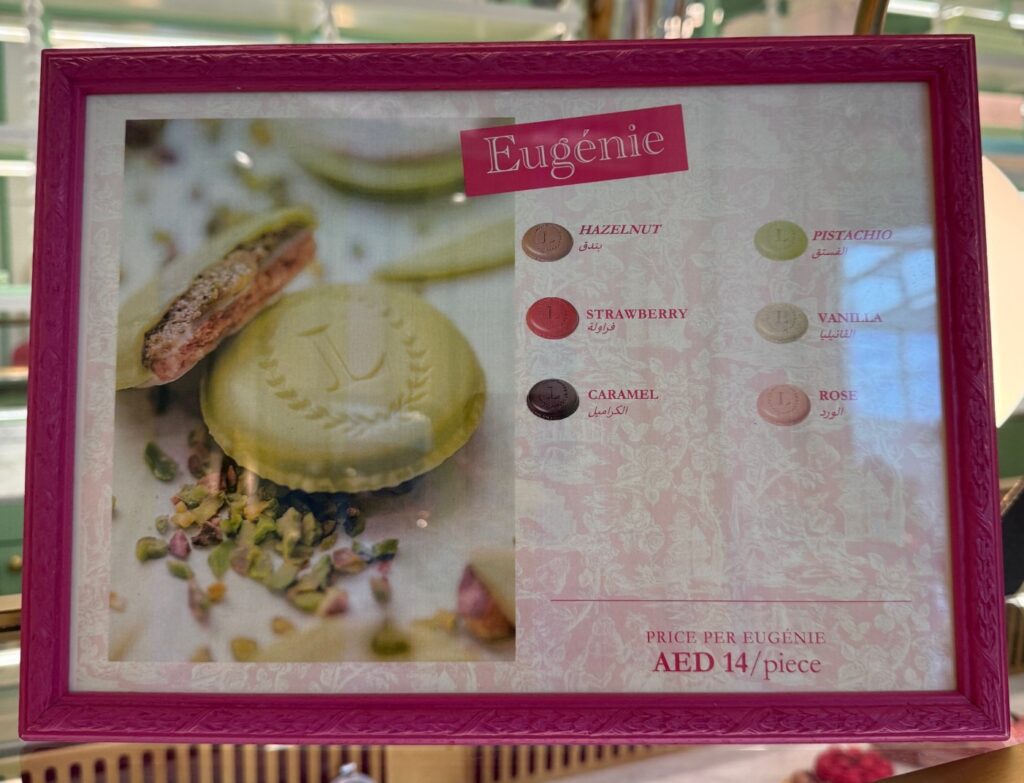 Eugénie
HAZELNUT
بندق
PISTACHIO
الفستق
STRAWBERRY
فراولة
VANILLA
الفانيليا
CARAMEL
الكراميل
ROSE
الورد
PRICE PER EUGÉNIE
AED 14/piece